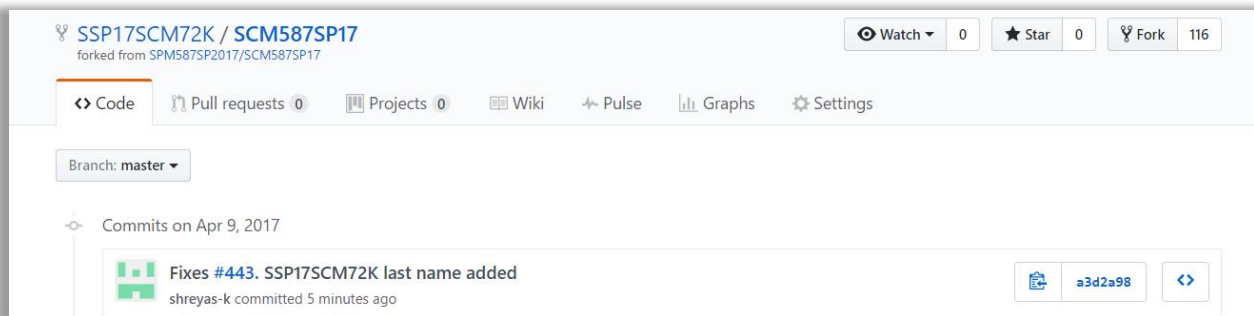 SSP17SCM72K / SCM587SP17
forked from SPM587SP2017/SCM587SP17
Watch 0 Star 0 Fork 116
Code Pull requests 0 Projects 0 Wiki Pulse Graphs Settings
Branch: master
Commits on Apr 9, 2017
Fixes #443. SSP17SCM72K last name added
shreyas-k committed 5 minutes ago
a3d2a98